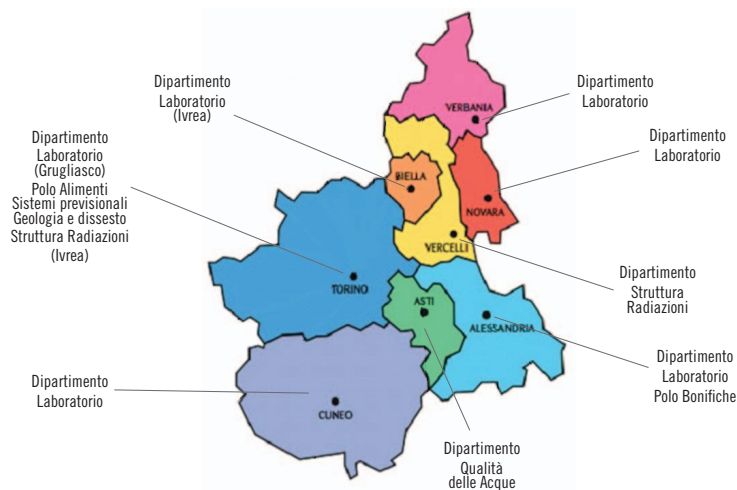 Dipartimento
Laboratorio
(Ivrea)
Dipartimento
Laboratorio
VERBANIA
Dipartimento
Laboratorio
(Grugliasco)
Polo Alimenti
Sistemi previsionali
Geologia e dissesto
Struttura Radiazioni
(Ivrea)
Dipartimento
Laboratorio
BIELLA
NOVARA
VERCELLI
Dipartimento
Struttura
Radiazioni
TORINO
ASTI
ALESSANDRIA
Dipartimento
Laboratorio
Polo Bonifiche
Dipartimento
Laboratorio
CUNEO
Dipartimento
Qualità
delle Acque